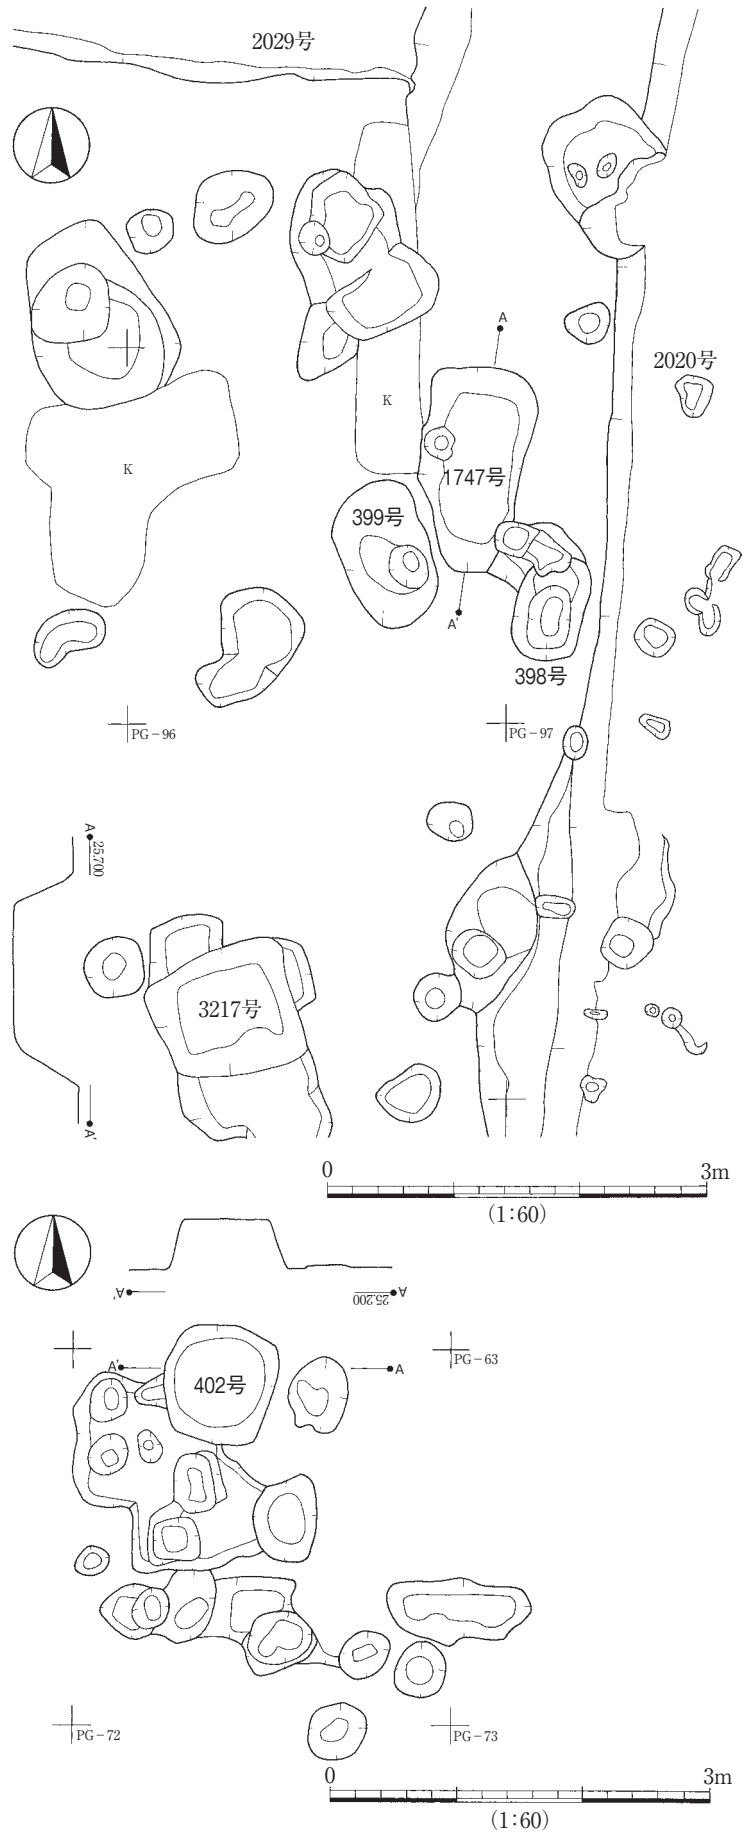 2029号
A
2020号
K
1747号
K
399号
A'
398号
PG-96
PG-97
A
25.700
3217号
A'
0 3m
(1:60)
A' 25.200 A
PG-63
A' A
402号
PG-72
PG-73
0 3m
(1:60)